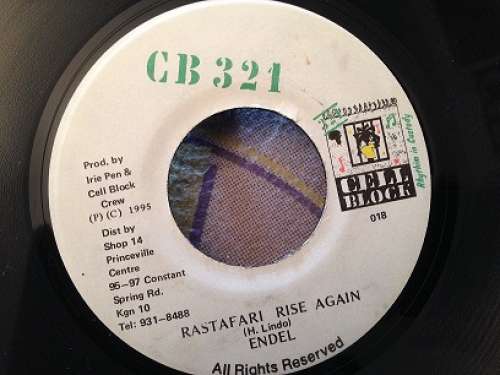 CB 321
Prod. by
Irie Pen &
Cell Block
Crew
(P) (C) 1995
Dist by
Shop 14
Princeville
Centre
95-97 Constant
Spring Rd.
Kgn 10
Tel: 931-8488
CELL
BLOCK
Rhythm in Custody
018
RASTAFARI RISE AGAIN
(H. Lindo)
ENDEL
All Rights Reserved